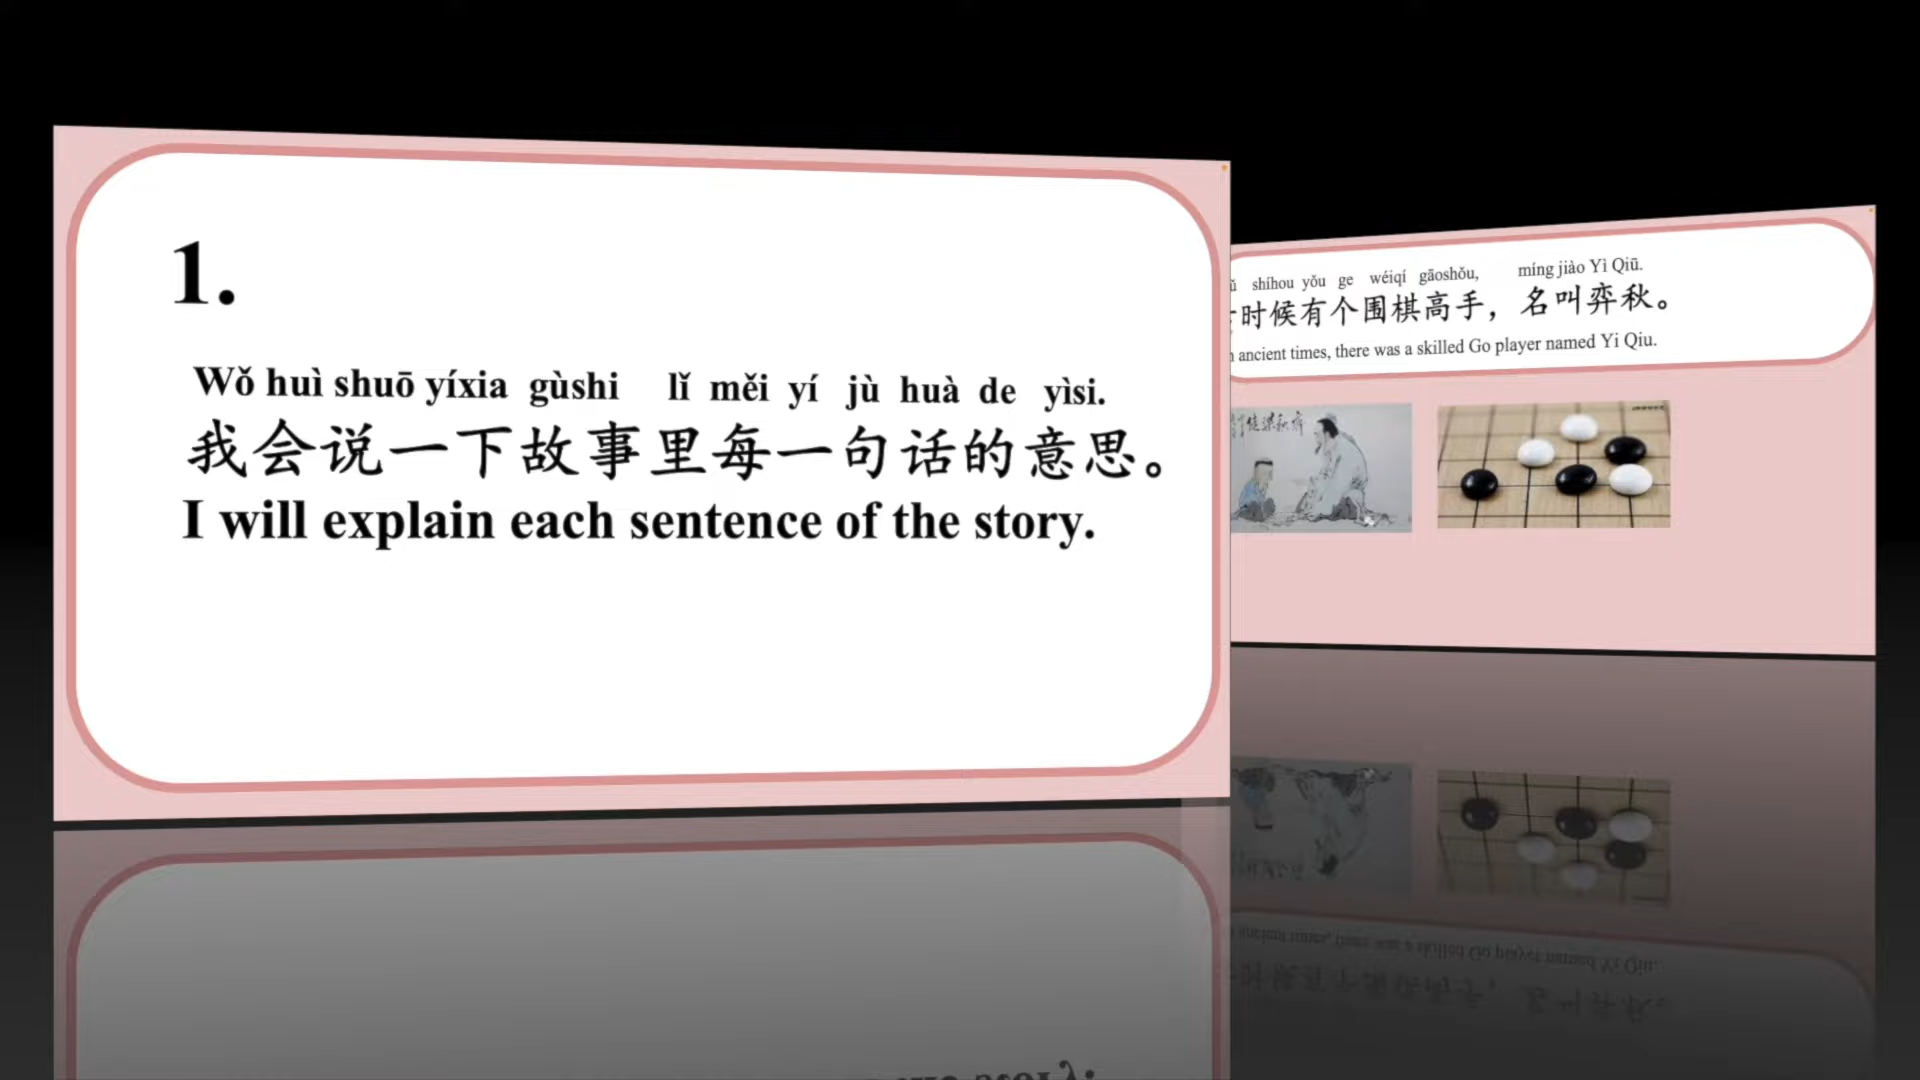 1.
Wǒ huì shuō yíxia gùshi lǐ měi yí jù huà de yìsi.
我会说一下故事里每一句话的意思。
I will explain each sentence of the story.
shíhou yǒu ge wéiqí gāoshǒu, míng jiào Yì Qiū.
时候有个围棋高手，名叫弈秋。
ancient times, there was a skilled Go player named Yi Qiu.